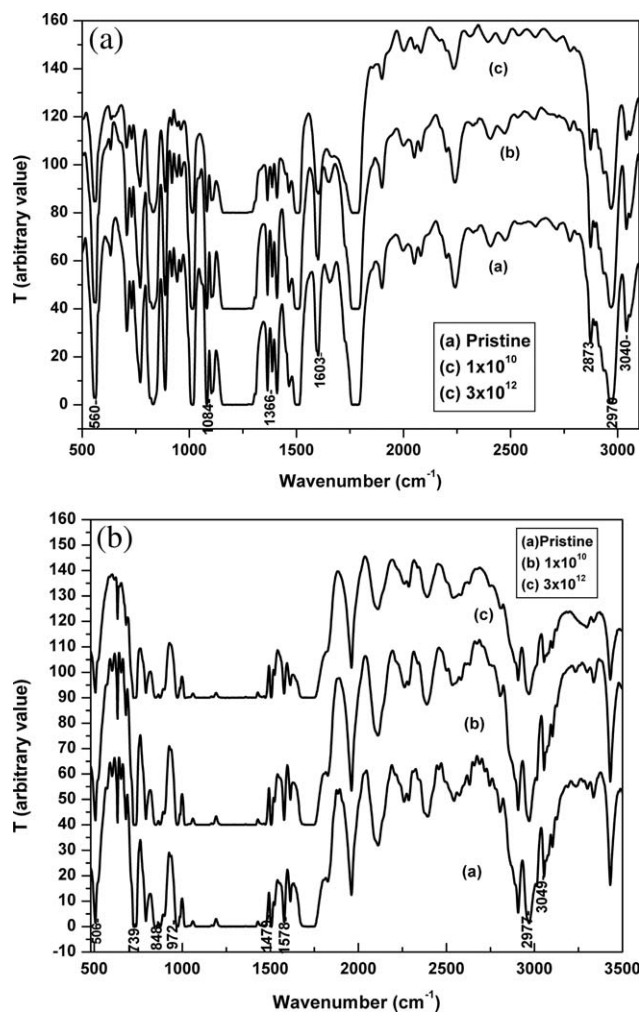 (a)
160
140
120
100
80
60
40
20
0
T (arbitrary value)
(c)
(b)
(a)
(a) Pristine
(c) 1x10¹⁰
(c) 3x10¹²
560-
1084-
1366-
1603-
2873
2976
3040-
500 1000 1500 2000 2500 3000
Wavenumber (cm⁻¹)
(b)
160
150
140
130
120
110
100
90
80
70
60
50
40
30
20
10
0
-10
T (arbitrary value)
(a)Pristine
(b) 1x10¹⁰
(c) 3x10¹²
(c)
(b)
(a)
506-
739
848
972
1479
1578-
2977-
3049
500 1000 1500 2000 2500 3000 3500
Wavenumber (cm⁻¹)